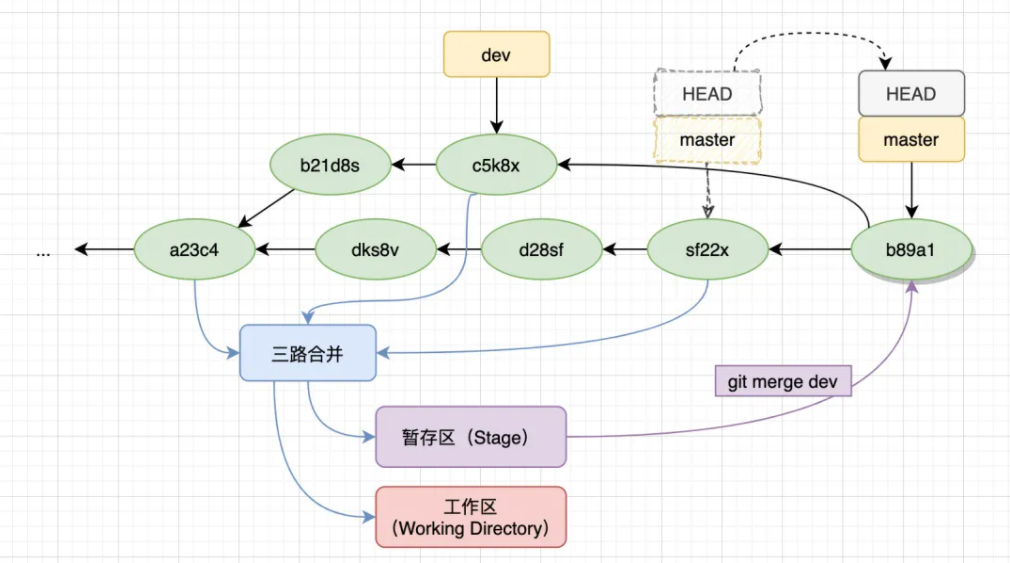 dev
HEAD
HEAD
master
master
b21d8s
c5k8x
...
a23c4
dks8v
d28sf
sf22x
b89a1
三路合并
git merge dev
暂存区（Stage）
工作区
（Working Directory）